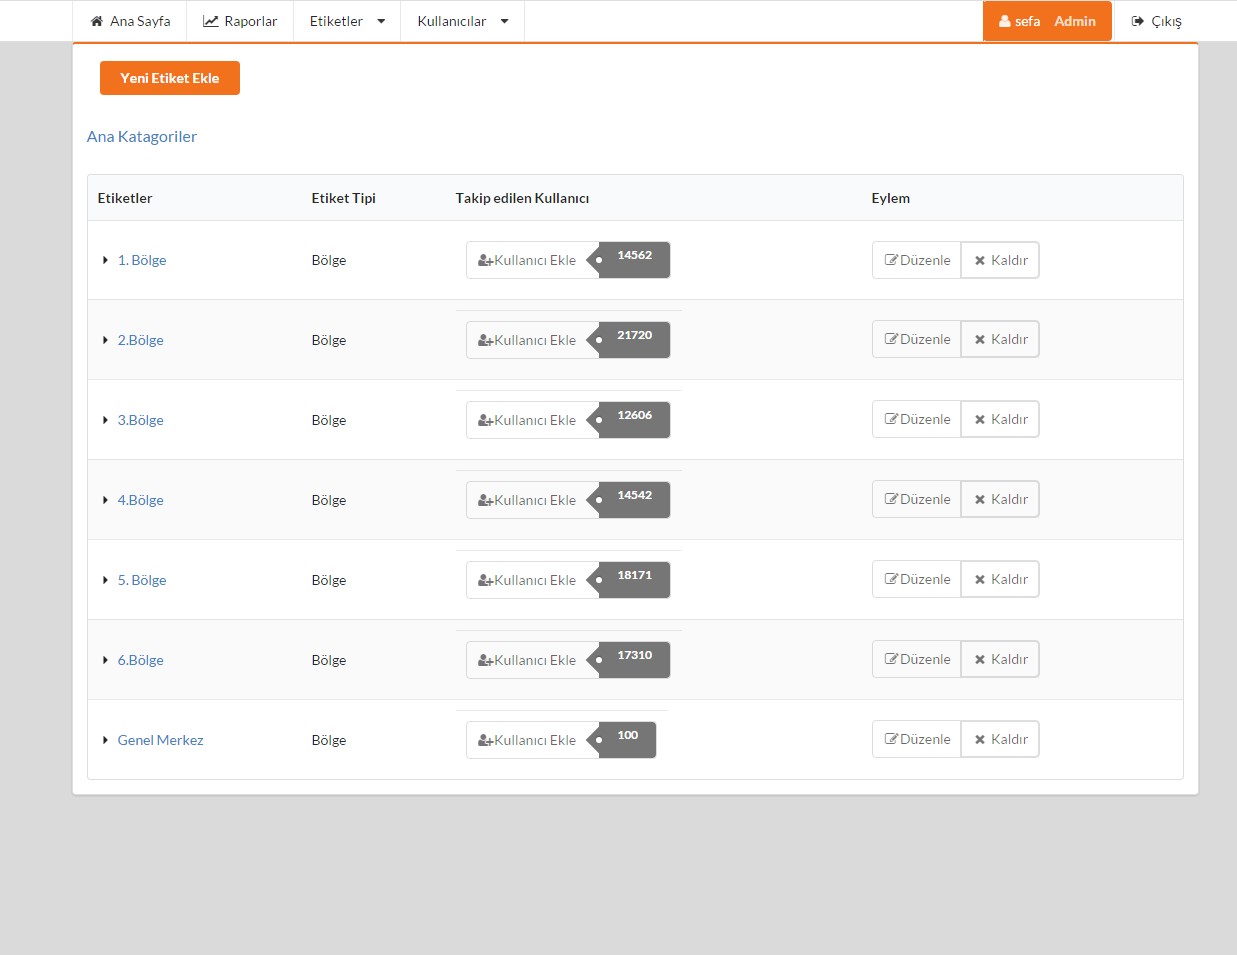 Ana Sayfa Raporlar Etiketler Kullanıcılar sefa Admin Çıkış
Yeni Etiket Ekle
Ana Katagoriler
Etiketler Etiket Tipi Takip edilen Kullanıcı Eylem
1. Bölge Bölge Kullanıcı Ekle 14562 Düzenle Kaldır
2.Bölge Bölge Kullanıcı Ekle 21720 Düzenle Kaldır
3.Bölge Bölge Kullanıcı Ekle 12606 Düzenle Kaldır
4.Bölge Bölge Kullanıcı Ekle 14542 Düzenle Kaldır
5. Bölge Bölge Kullanıcı Ekle 18171 Düzenle Kaldır
6.Bölge Bölge Kullanıcı Ekle 17310 Düzenle Kaldır
Genel Merkez Bölge Kullanıcı Ekle 100 Düzenle Kaldır